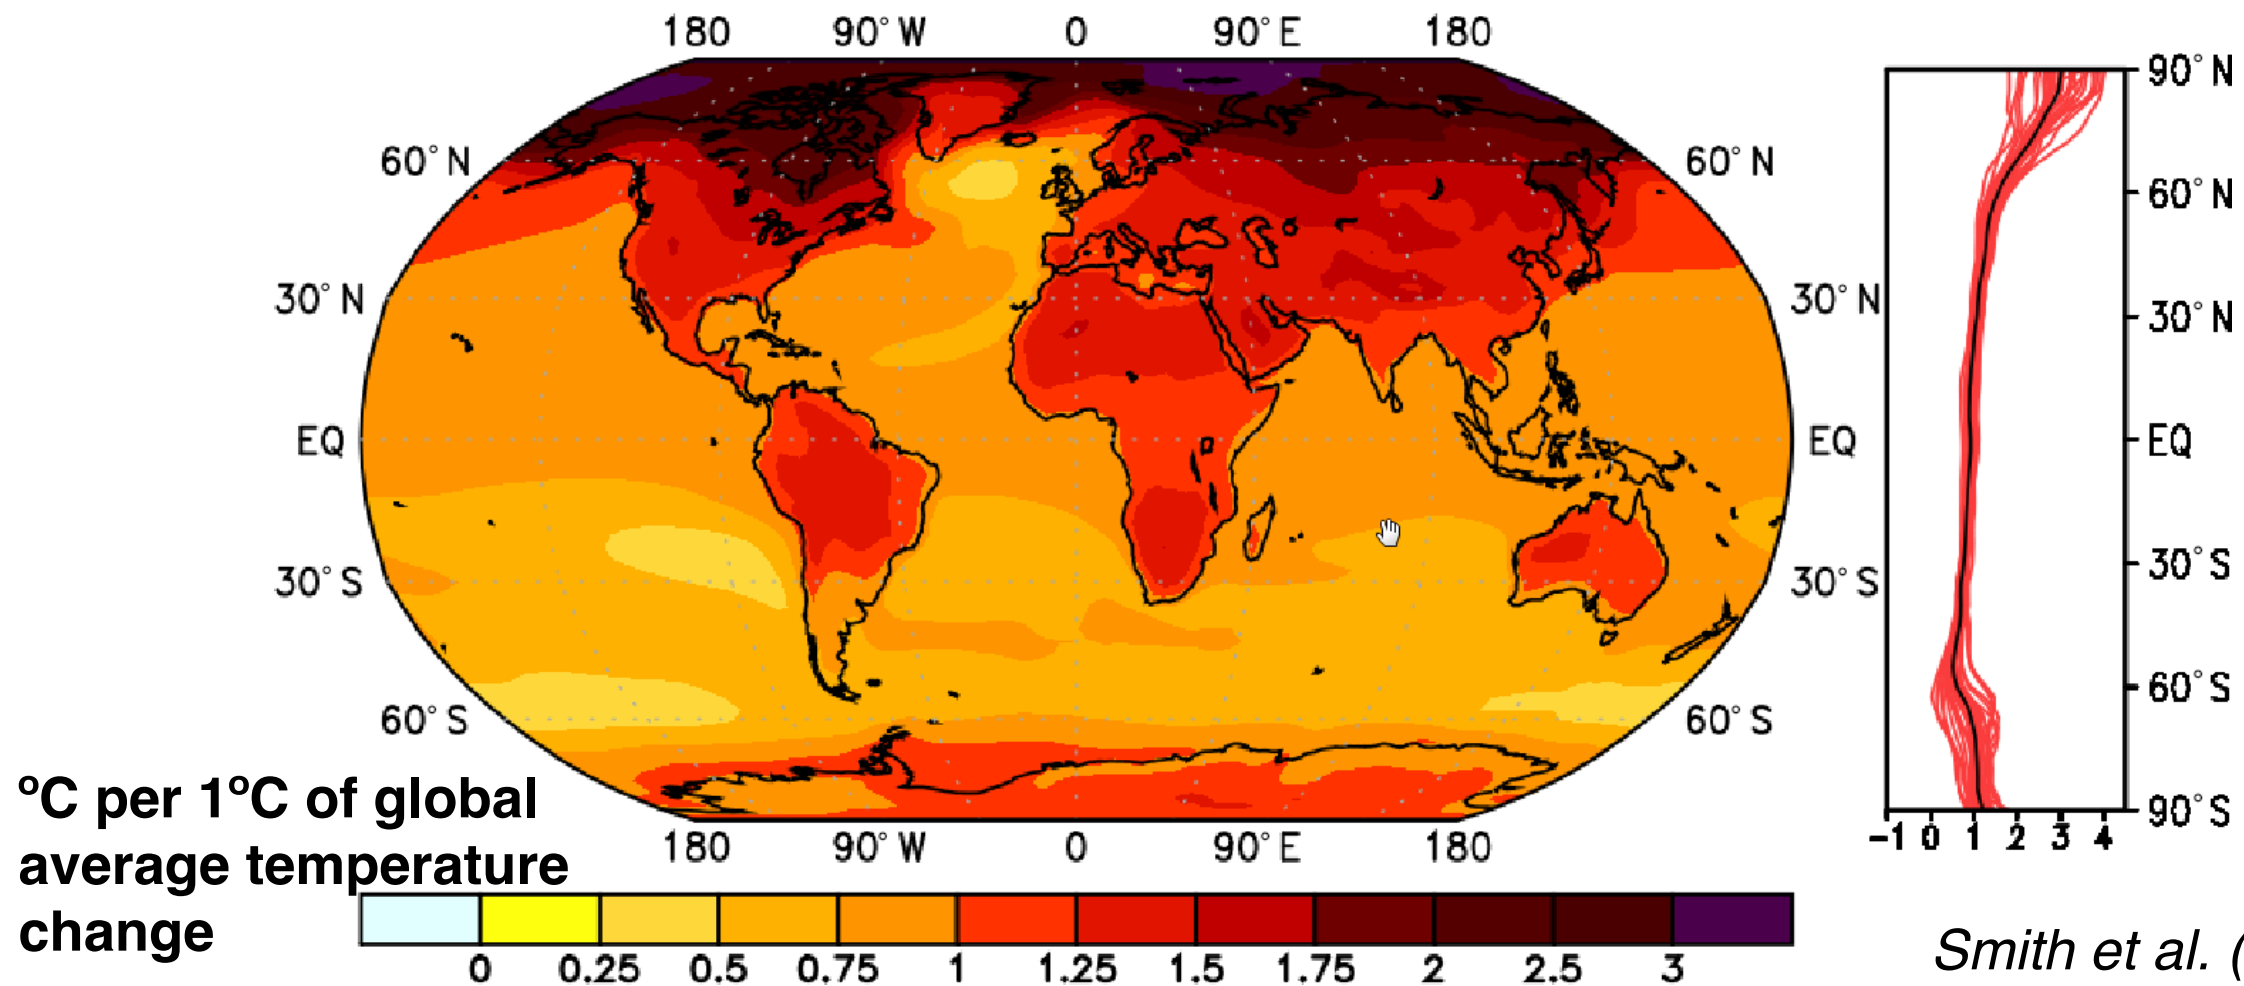 180 90°W 0 90°E 180
90°N
60°N 60°N
60°N
30°N 30°N
30°N
EQ EQ
EQ
30°S 30°S
30°S
60°S 60°S
60°S
90°S
-1 0 1 2 3 4
180 90°W 0 90°E 180
ºC per 1ºC of global
average temperature
change
0 0.25 0.5 0.75 1 1.25 1.5 1.75 2 2.5 3
Smith et al. (